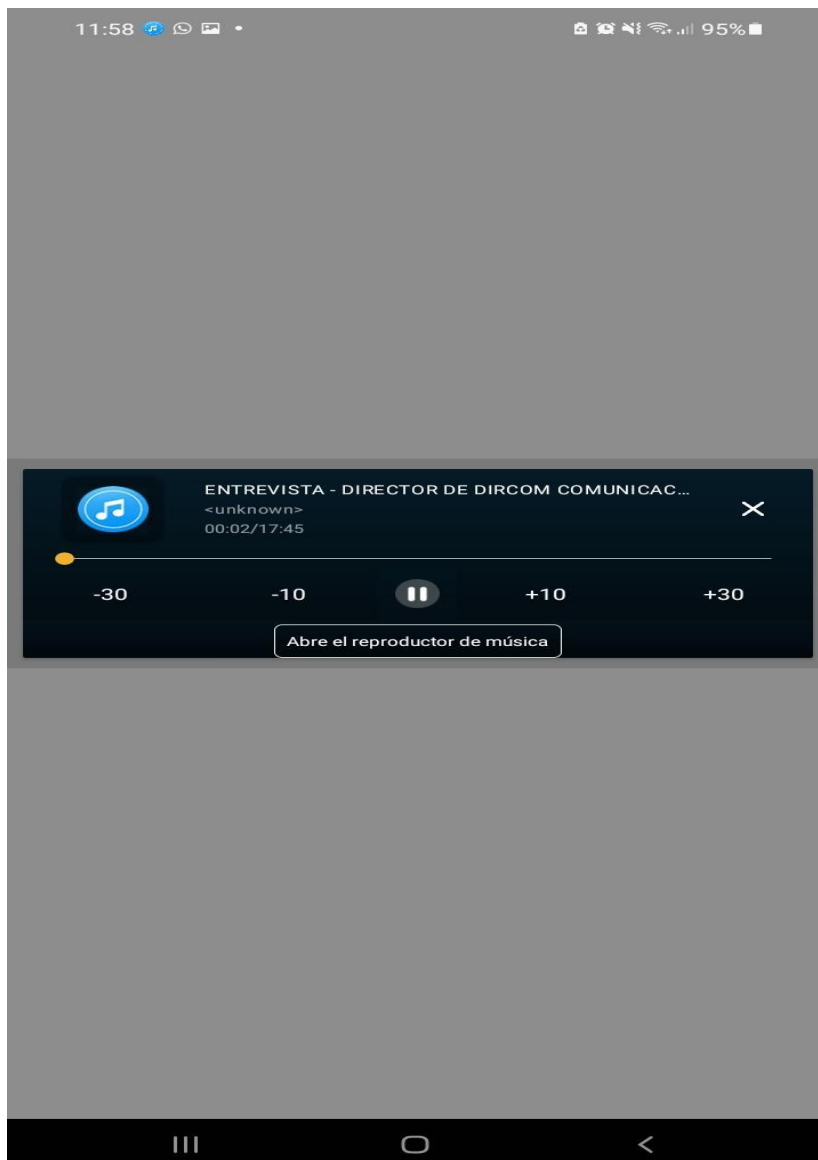 11:58
95%
ENTREVISTA - DIRECTOR DE DIRCOM COMUNICAC...
<unknown>
00:02/17:45
-30 -10 +10 +30
Abre el reproductor de música